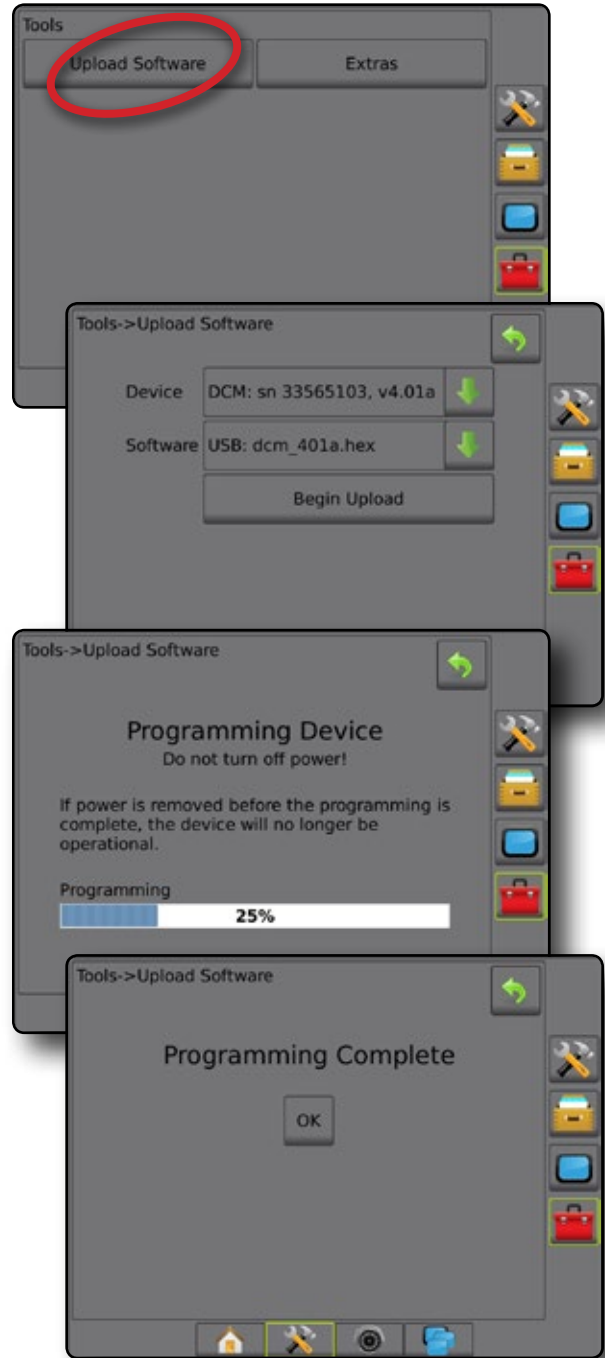 Tools
Upload Software Extras
Tools->Upload Software
Device DCM: sn 33565103, v4.01a
Software USB: dcm_401a.hex
Begin Upload
Tools->Upload Software
Programming Device
Do not turn off power!
If power is removed before the programming is
complete, the device will no longer be
operational.
Programming
25%
Tools->Upload Software
Programming Complete
OK